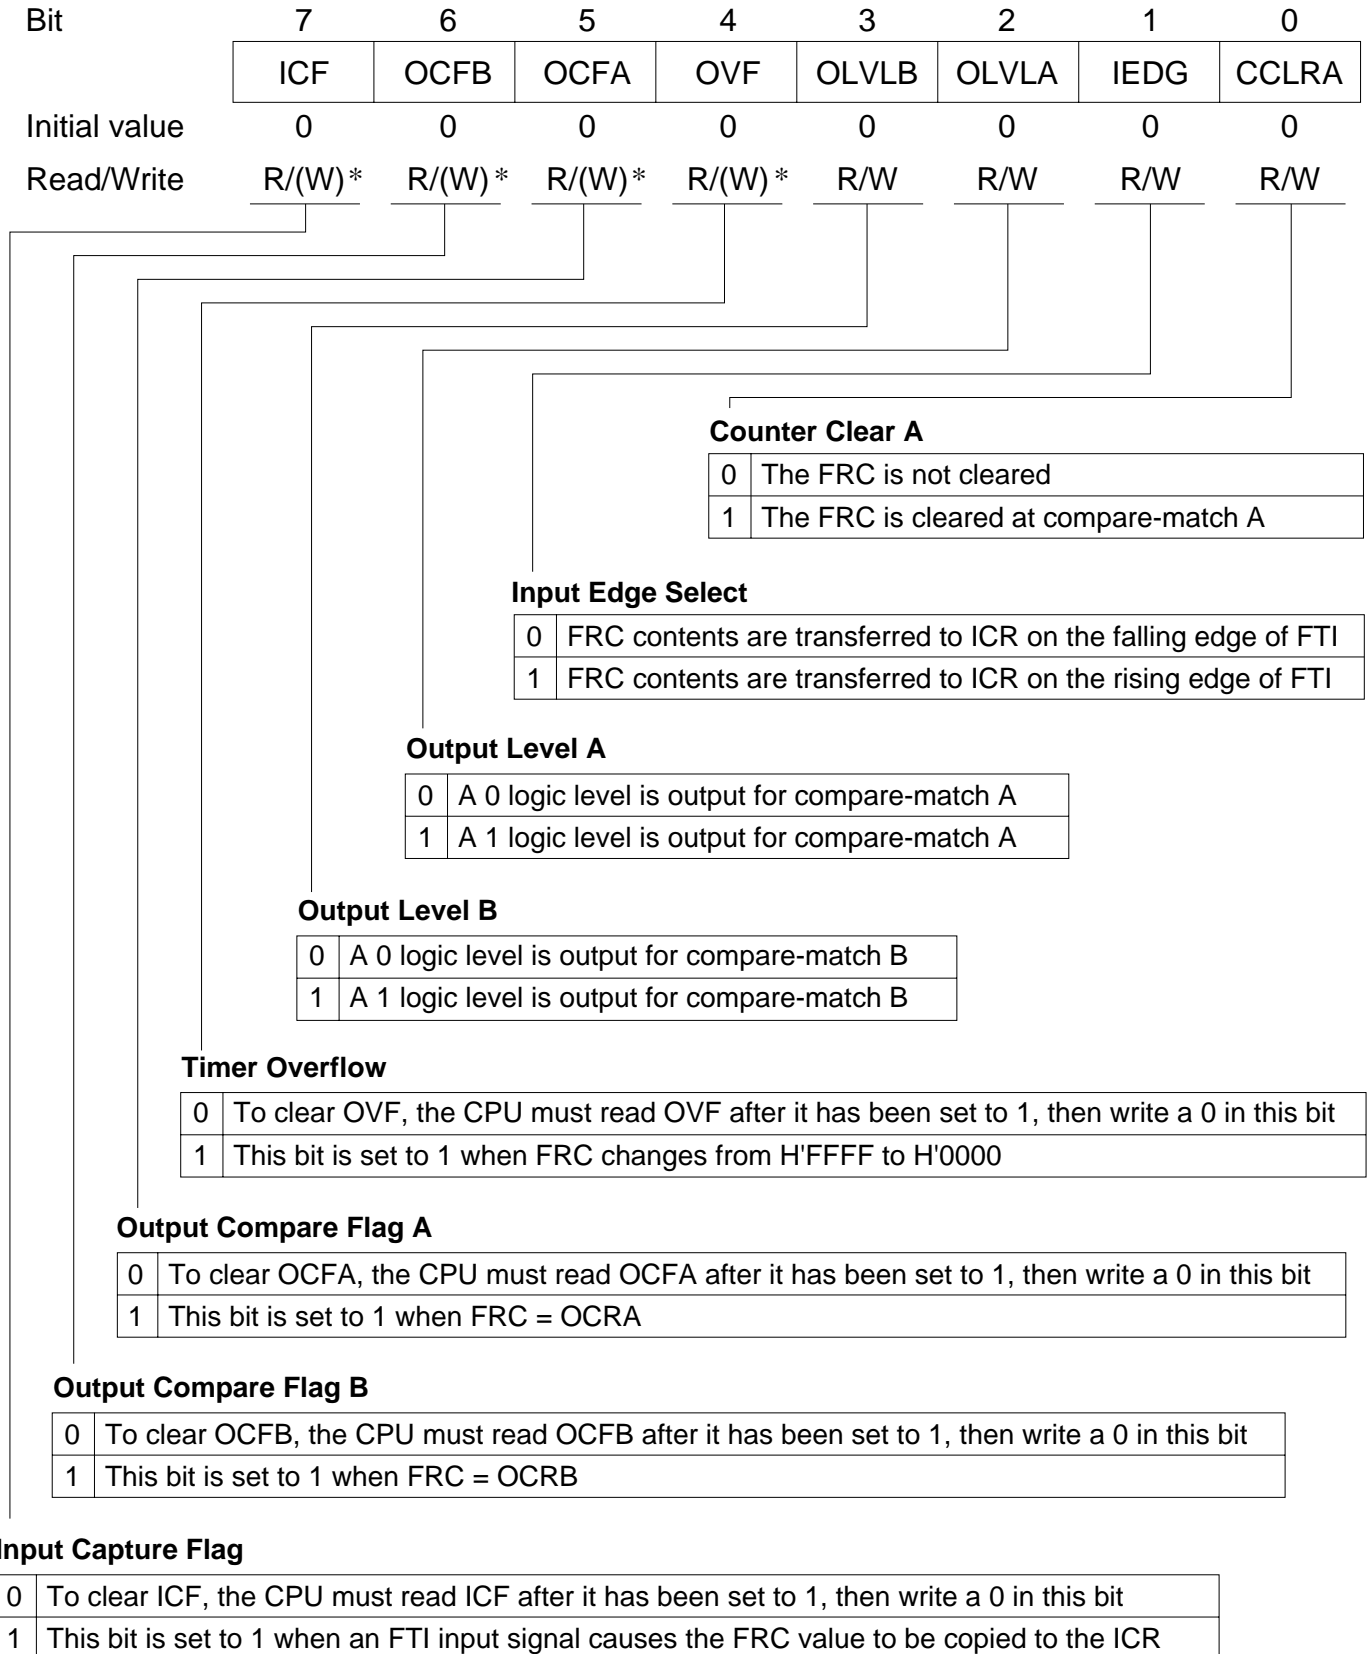 Bit 7 6 5 4 3 2 1 0
ICF OCFB OCFA OVF OLVLB OLVLA IEDG CCLRA
Initial value 0 0 0 0 0 0 0 0
Read/Write R/(W)* R/(W)* R/(W)* R/(W)* R/W R/W R/W R/W
Counter Clear A
0 The FRC is not cleared
1 The FRC is cleared at compare-match A
Input Edge Select
0 FRC contents are transferred to ICR on the falling edge of FTI
1 FRC contents are transferred to ICR on the rising edge of FTI
Output Level A
0 A 0 logic level is output for compare-match A
1 A 1 logic level is output for compare-match A
Output Level B
0 A 0 logic level is output for compare-match B
1 A 1 logic level is output for compare-match B
Timer Overflow
0 To clear OVF, the CPU must read OVF after it has been set to 1, then write a 0 in this bit
1 This bit is set to 1 when FRC changes from H'FFFF to H'0000
Output Compare Flag A
0 To clear OCFA, the CPU must read OCFA after it has been set to 1, then write a 0 in this bit
1 This bit is set to 1 when FRC = OCRA
Output Compare Flag B
0 To clear OCFB, the CPU must read OCFB after it has been set to 1, then write a 0 in this bit
1 This bit is set to 1 when FRC = OCRB
Input Capture Flag
0 To clear ICF, the CPU must read ICF after it has been set to 1, then write a 0 in this bit
1 This bit is set to 1 when an FTI input signal causes the FRC value to be copied to the ICR